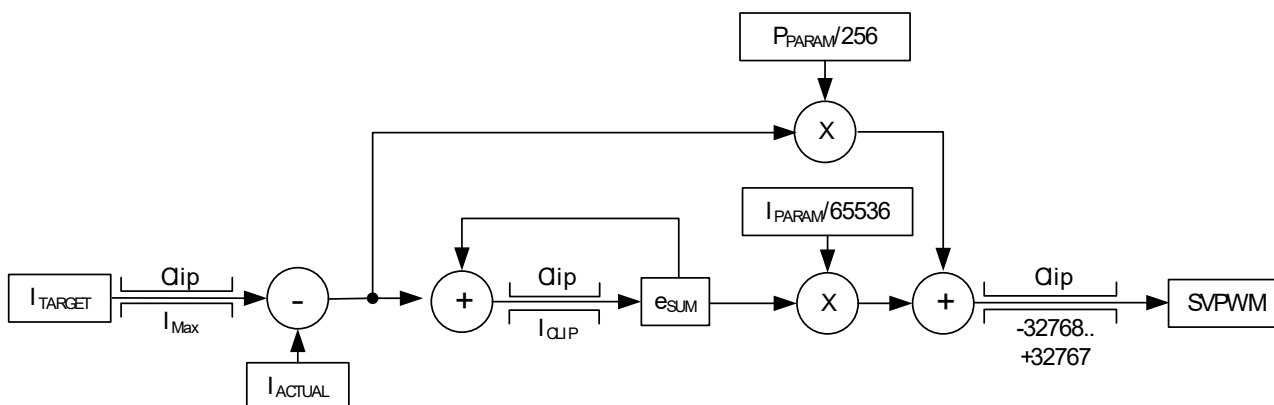 PPARAM/256
X
IPARAM/65536
Clip
Clip
Clip
ITARGET
-
+
eSUM
X
+
SVPWM
IMax
ICLIP
-32768..
+32767
IACTUAL